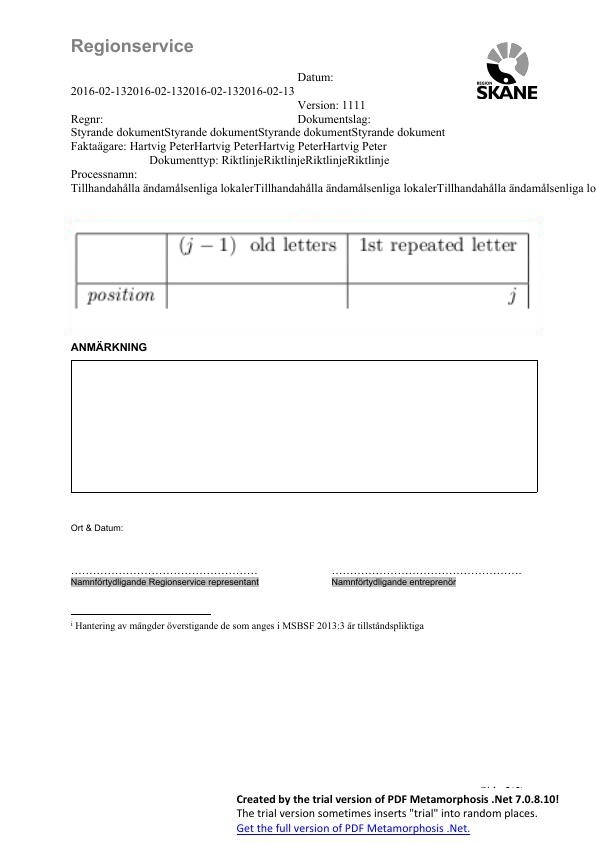 Regionservice
REGION
SKÅNE
Datum:
2016-02-132016-02-132016-02-132016-02-13
Version: 1111
Regnr: Dokumentslag:
Styrande dokumentStyrande dokumentStyrande dokumentStyrande dokument
Faktaägare: Hartvig PeterHartvig PeterHartvig PeterHartvig Peter
Dokumenttyp: RiktlinjeRiktlinjeRiktlinjeRiktlinje
Processnamn:
Tillhandahålla ändamålsenliga lokalerTillhandahålla ändamålsenliga lokalerTillhandahålla ändamålsenliga lo
(j − 1) old letters 1st repeated letter
position j
ANMÄRKNING
Ort & Datum:
………………………………………… …………………………………………
Namnförtydligande Regionservice representant Namnförtydligande entreprenör
i Hantering av mängder överstigande de som anges i MSBSF 2013:3 är tillståndspliktiga
Created by the trial version of PDF Metamorphosis .Net 7.0.8.10!
The trial version sometimes inserts "trial" into random places.
Get the full version of PDF Metamorphosis .Net.